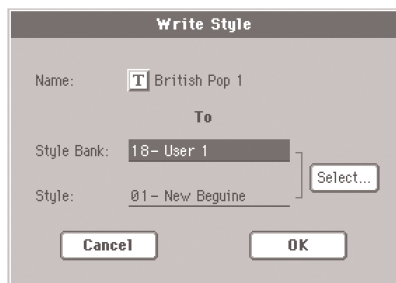 Write Style
Name: T British Pop 1
To
Style Bank: 18- User 1
Select...
Style: 01- New Beguine
Cancel OK